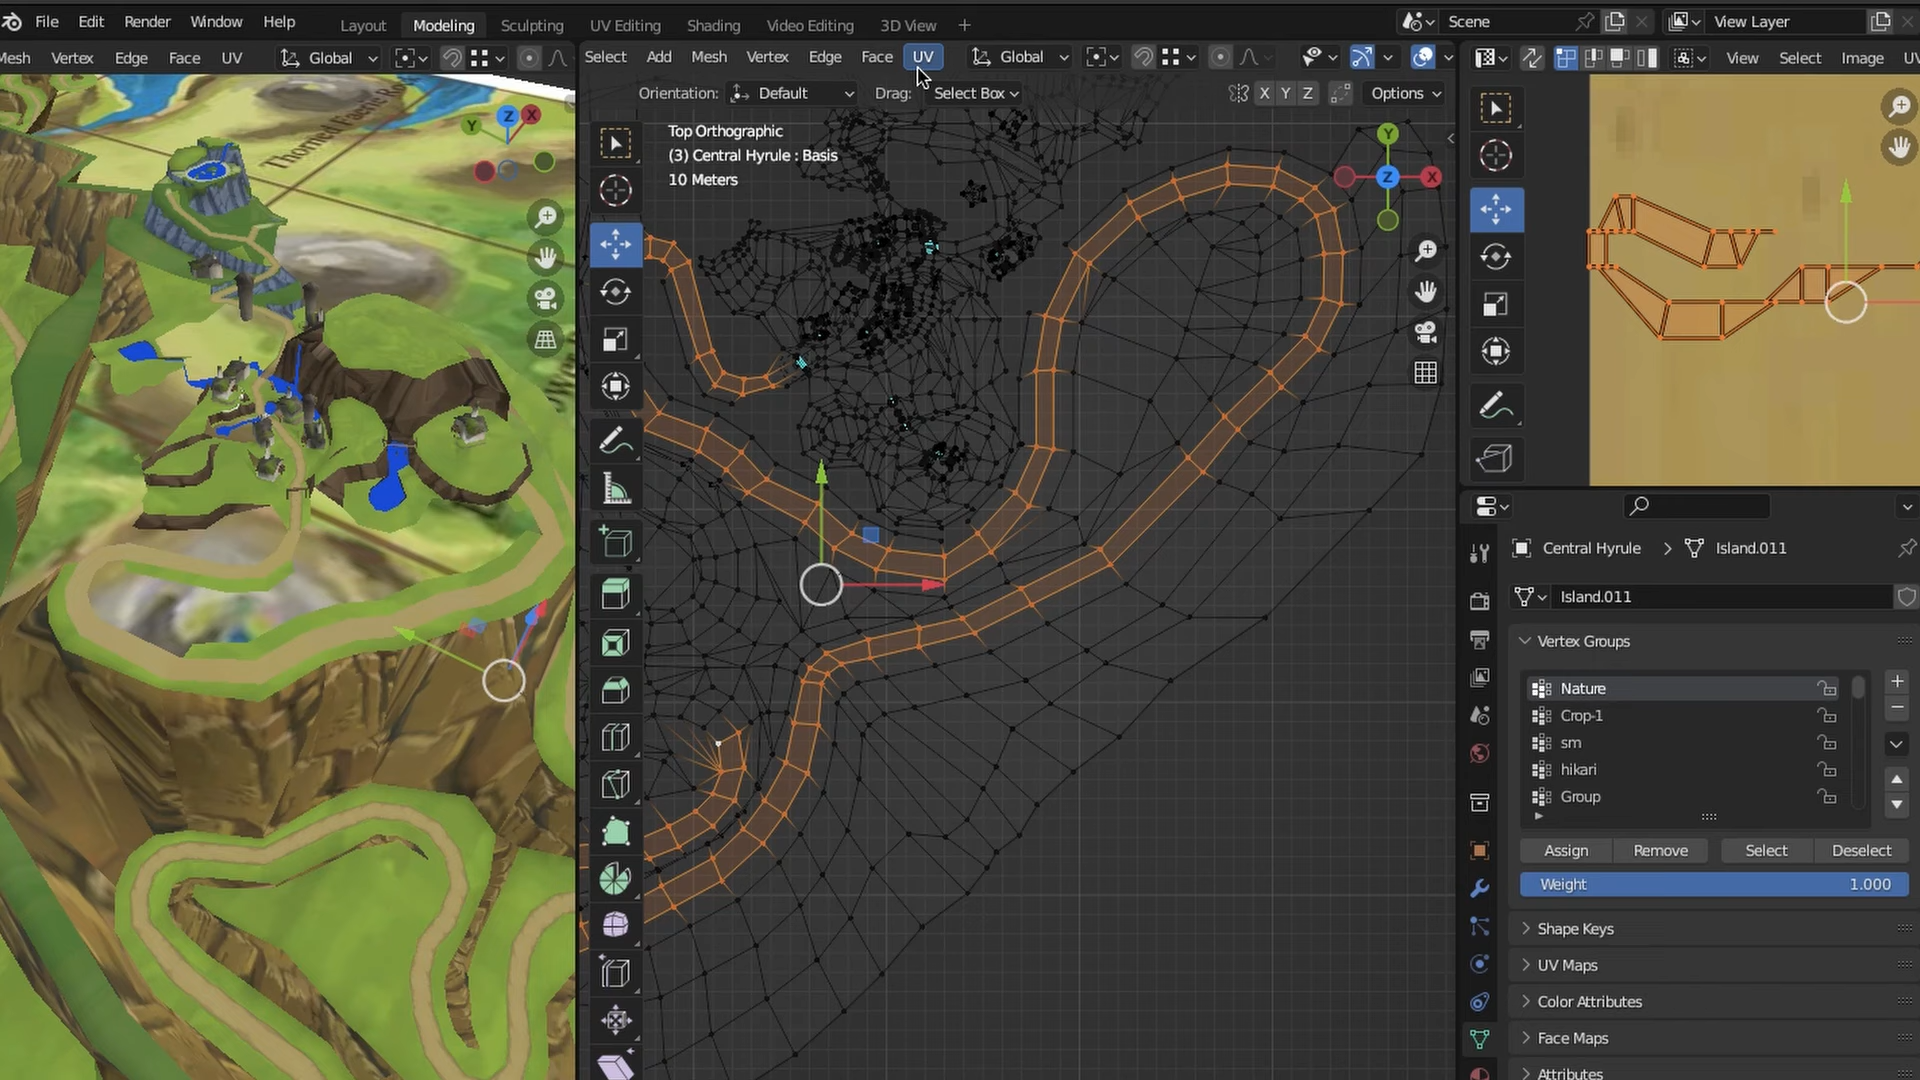 File Edit Render Window Help Layout Modeling Sculpting UV Editing Shading Video Editing 3D View + Scene View Layer
Mesh Vertex Edge Face UV Global
Select Add Mesh Vertex Edge Face UV Global
View Select Image UV
Orientation: Default Drag: Select Box X Y Z Options
Top Orthographic
(3) Central Hyrule : Basis
10 Meters
Y Z X
Y Z X
Central Hyrule > Island.011
Island.011
Vertex Groups
Nature
Crop-1
sm
hikari
Group
Assign Remove Select Deselect
Weight 1.000
Shape Keys
UV Maps
Color Attributes
Face Maps
Attributes